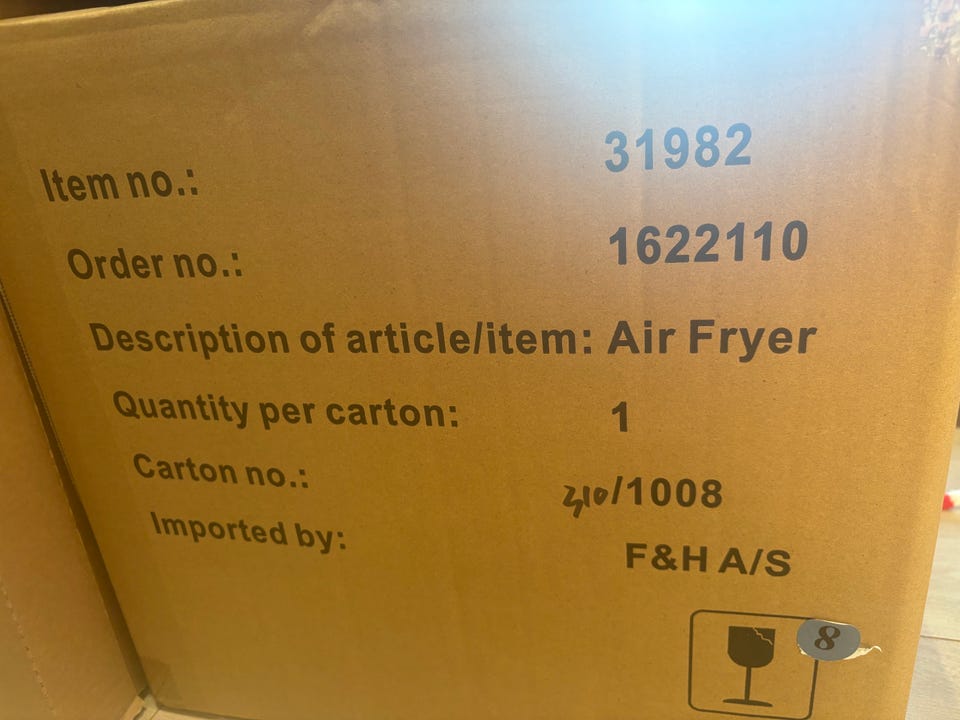 Item no.: 31982
Order no.: 1622110
Description of article/item: Air Fryer
Quantity per carton: 1
Carton no.: 310/1008
Imported by: F&H A/S
8